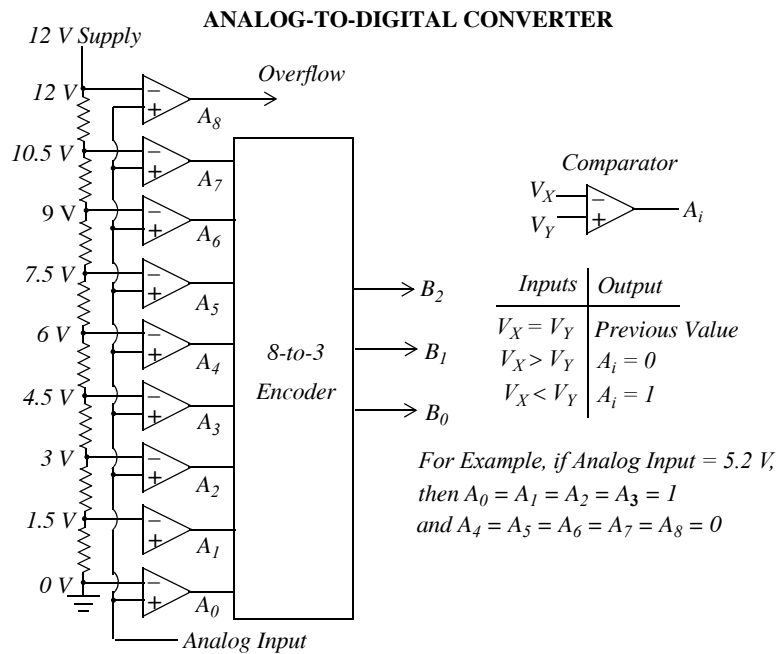 ANALOG-TO-DIGITAL CONVERTER
12 V Supply
Overflow
12 V
− +
A8
10.5 V
− +
A7
9 V
− +
A6
7.5 V
− +
A5
6 V
− +
A4
4.5 V
− +
A3
3 V
− +
A2
1.5 V
− +
A1
0 V
− +
A0
Analog Input
8-to-3
Encoder
B2
B1
B0
Comparator
VX
−
VY
+
Ai
Inputs Output
VX = VY Previous Value
VX > VY Ai = 0
VX < VY Ai = 1
For Example, if Analog Input = 5.2 V,
then A0 = A1 = A2 = A3 = 1
and A4 = A5 = A6 = A7 = A8 = 0